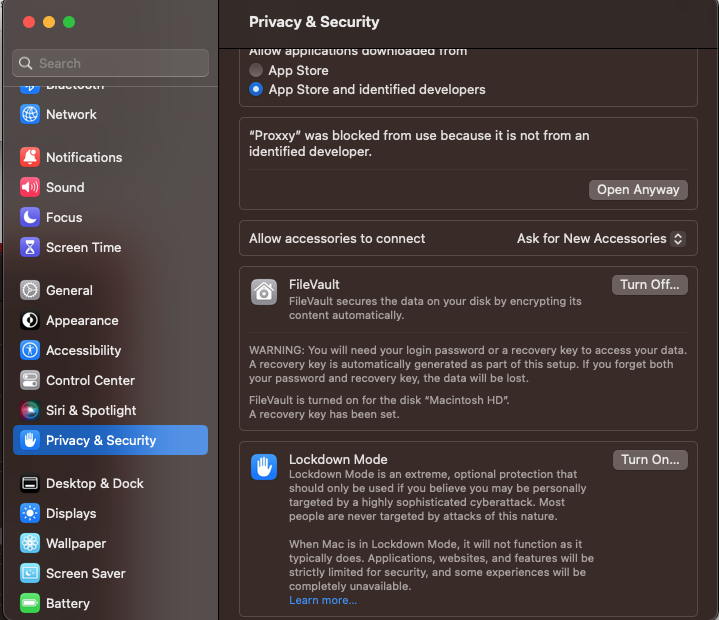 Privacy & Security
Search
Bluetooth
Network
Notifications
Sound
Focus
Screen Time
General
Appearance
Accessibility
Control Center
Siri & Spotlight
Privacy & Security
Desktop & Dock
Displays
Wallpaper
Screen Saver
Battery
Allow applications downloaded from
App Store
App Store and identified developers
“Proxxy” was blocked from use because it is not from an
identified developer.
Open Anyway
Allow accessories to connect
Ask for New Accessories
FileVault
Turn Off...
FileVault secures the data on your disk by encrypting its
content automatically.
WARNING: You will need your login password or a recovery key to access your data.
A recovery key is automatically generated as part of this setup. If you forget both
your password and recovery key, the data will be lost.
FileVault is turned on for the disk “Macintosh HD”.
A recovery key has been set.
Lockdown Mode
Turn On...
Lockdown Mode is an extreme, optional protection that
should only be used if you believe you may be personally
targeted by a highly sophisticated cyberattack. Most
people are never targeted by attacks of this nature.
When Mac is in Lockdown Mode, it will not function as it
typically does. Applications, websites, and features will be
strictly limited for security, and some experiences will be
completely unavailable.
Learn more...